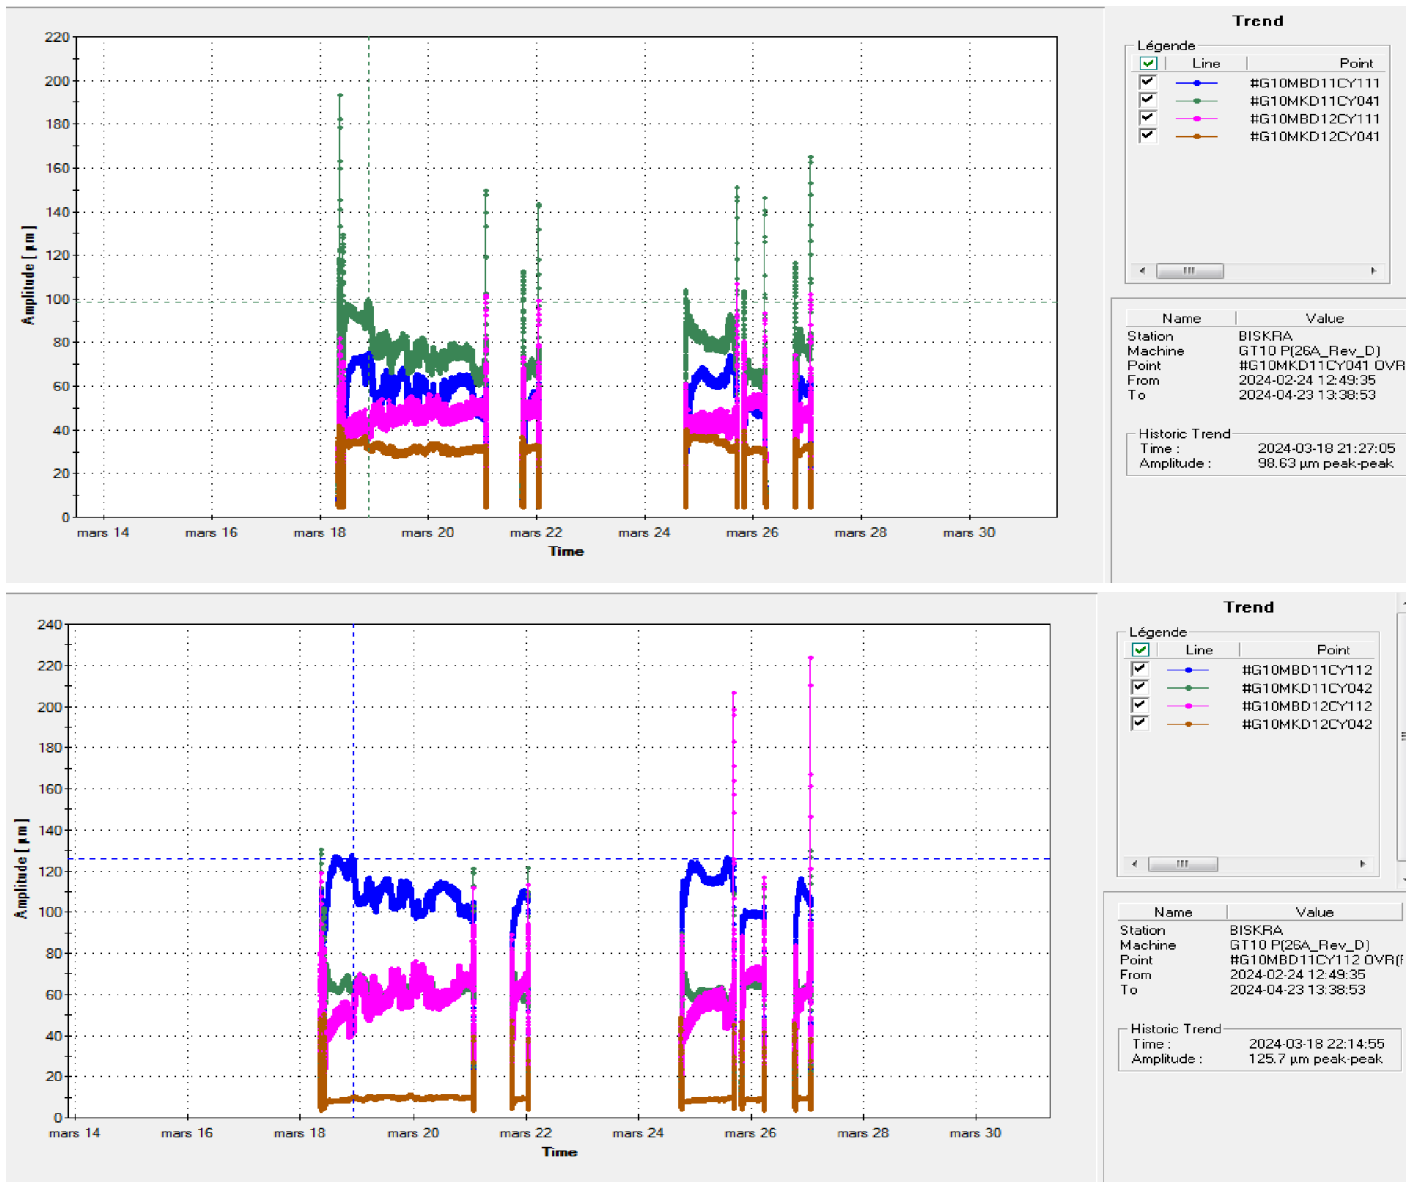 Trend
Légende
Line Point
#G10MBD11CY111
#G10MKD11CY041
#G10MBD12CY111
#G10MKD12CY041
220
200
180
160
140
120
100
80
60
40
20
0
Amplitude [ µm ]
mars 14 mars 16 mars 18 mars 20 mars 22 mars 24 mars 26 mars 28 mars 30
Time
Name Value
Station BISKRA
Machine GT10 P(26A_Rev_D)
Point #G10MKD11CY041 OVR
From 2024-02-24 12:49:35
To 2024-04-23 13:38:53
Historic Trend
Time : 2024-03-18 21:27:05
Amplitude : 98.63 µm peak-peak
Trend
Légende
Line Point
#G10MBD11CY112
#G10MKD11CY042
#G10MBD12CY112
#G10MKD12CY042
240
220
200
180
160
140
120
100
80
60
40
20
0
Amplitude [ µm ]
mars 14 mars 16 mars 18 mars 20 mars 22 mars 24 mars 26 mars 28 mars 30
Time
Name Value
Station BISKRA
Machine GT10 P(26A_Rev_D)
Point #G10MBD11CY112 OVR(
From 2024-02-24 12:49:35
To 2024-04-23 13:38:53
Historic Trend
Time : 2024-03-18 22:14:55
Amplitude : 125.7 µm peak-peak